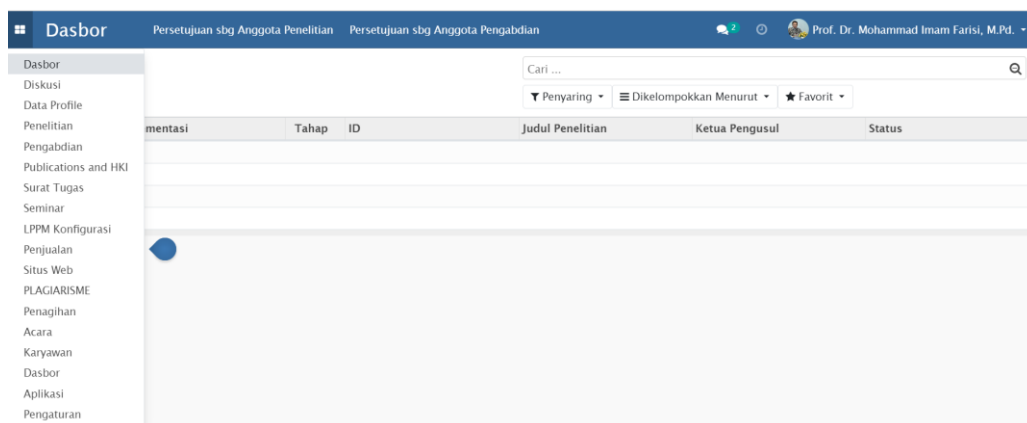 Dasbor Persetujuan sbg Anggota Penelitian Persetujuan sbg Anggota Pengabdian 2 Prof. Dr. Mohammad Imam Farisi, M.Pd.
Dasbor
Diskusi
Data Profile
Penelitian
Pengabdian
Publications and HKI
Surat Tugas
Seminar
LPPM Konfigurasi
Penjualan
Situs Web
PLAGIARISME
Penagihan
Acara
Karyawan
Dasbor
Aplikasi
Pengaturan
Cari ...
Penyaring Dikelompokkan Menurut Favorit
mentasi Tahap ID Judul Penelitian Ketua Pengusul Status